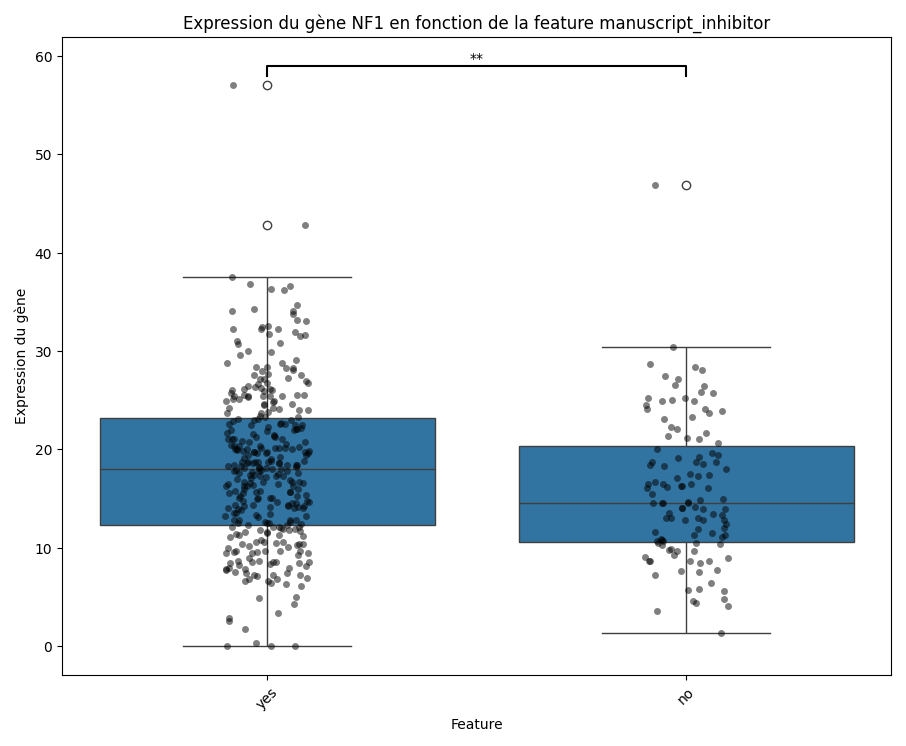 Expression du gène NF1 en fonction de la feature manuscript_inhibitor
**
60
50
40
30
20
10
0
Expression du gène
yes
no
Feature